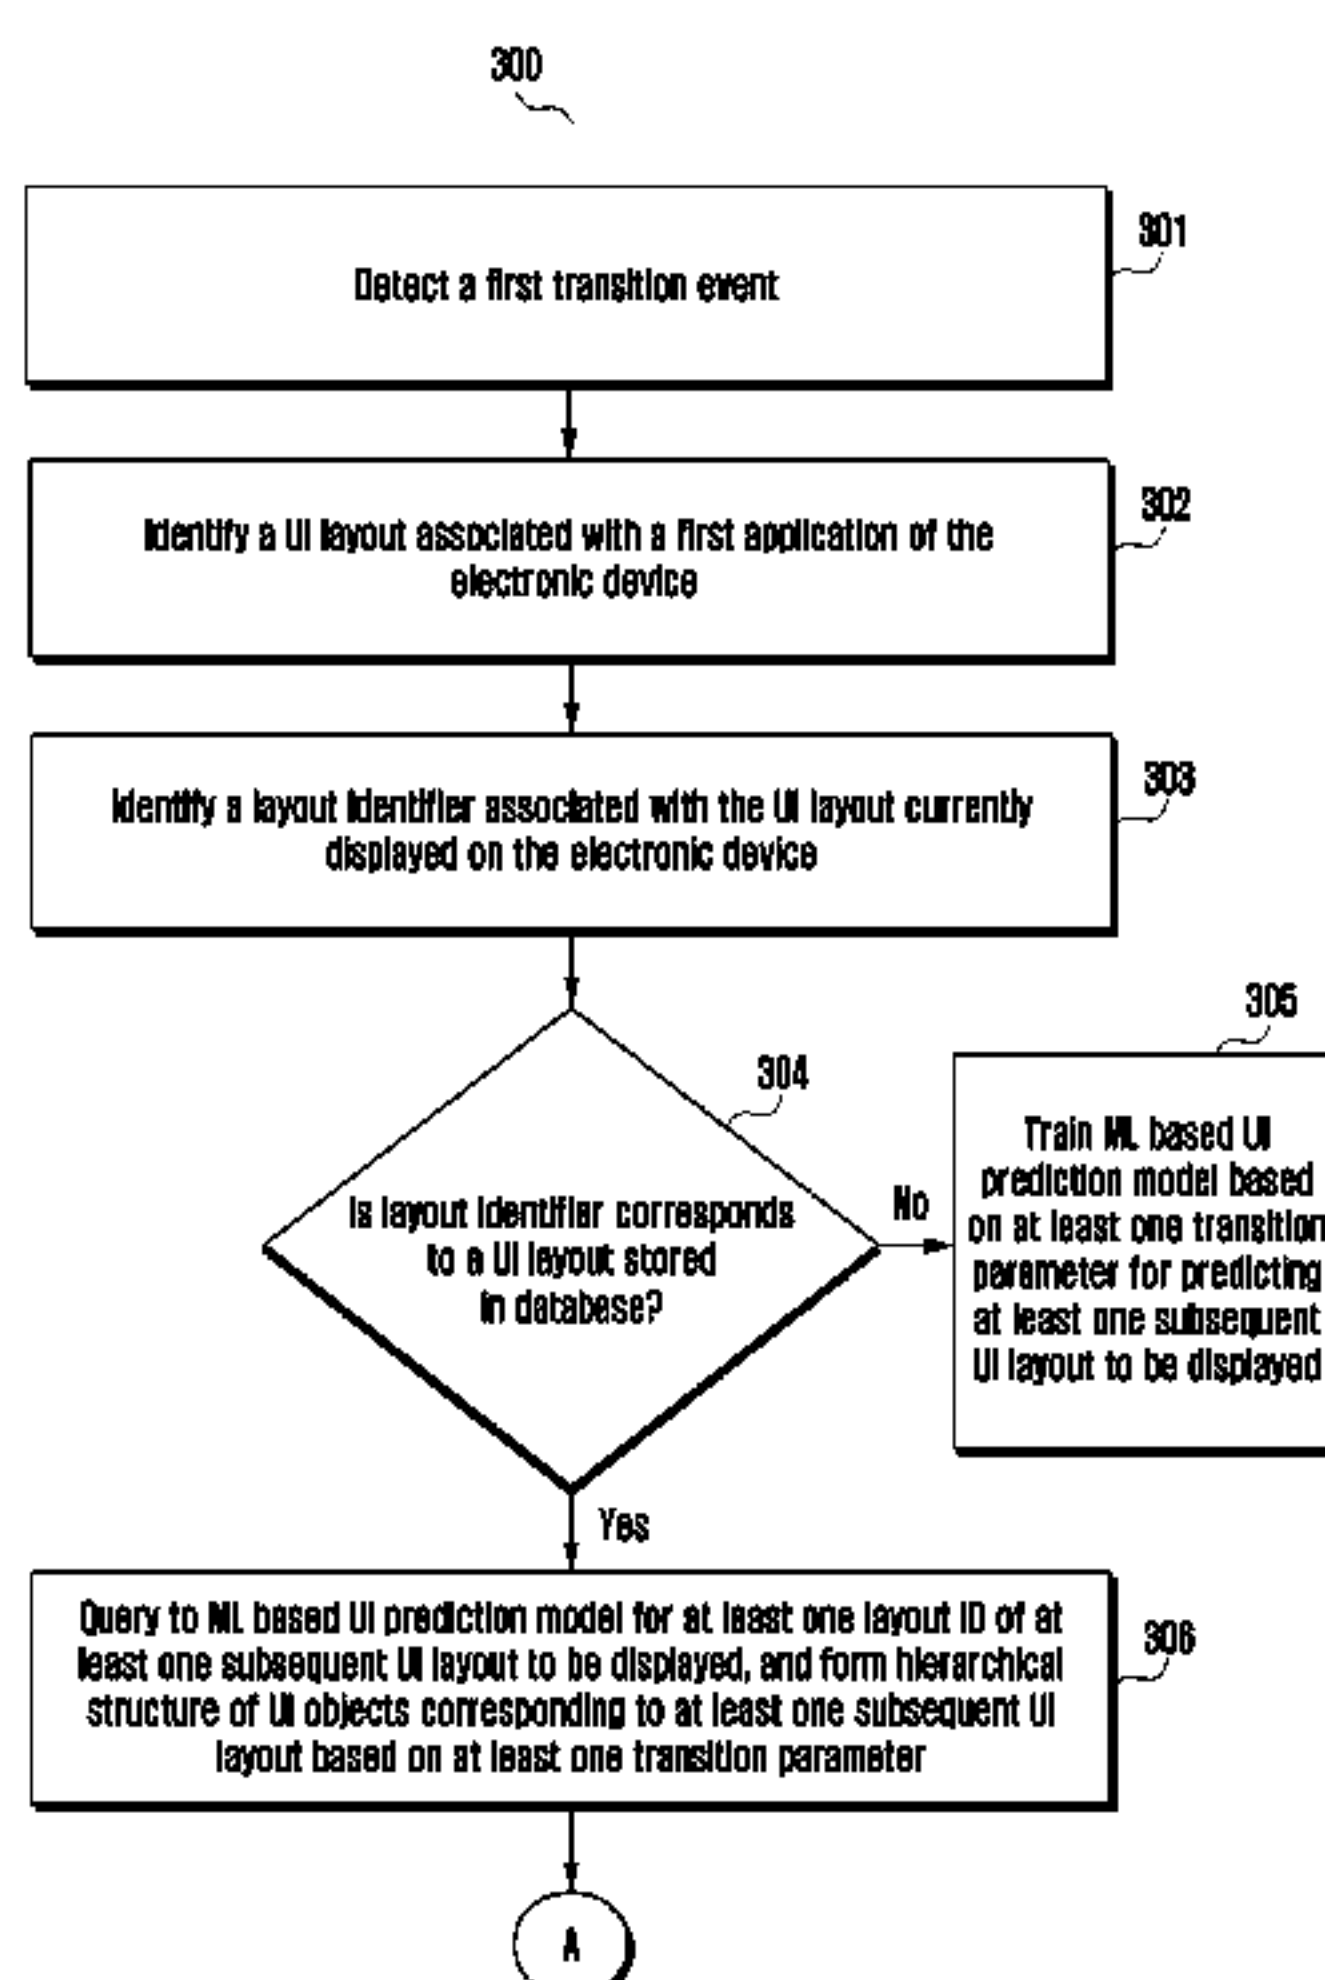 300
301
Detect a first transition event
302
Identify a UI layout associated with a first application of the
electronic device
303
Identify a layout identifier associated with the UI layout currently
displayed on the electronic device
304
Is layout identifier corresponds
to a UI layout stored
in database?
No
305
Train ML based UI
prediction model based
on at least one transition
parameter for predicting
at least one subsequent
UI layout to be displayed
Yes
306
Query to ML based UI prediction model for at least one layout ID of at
least one subsequent UI layout to be displayed, and form hierarchical
structure of UI objects corresponding to at least one subsequent UI
layout based on at least one transition parameter
A